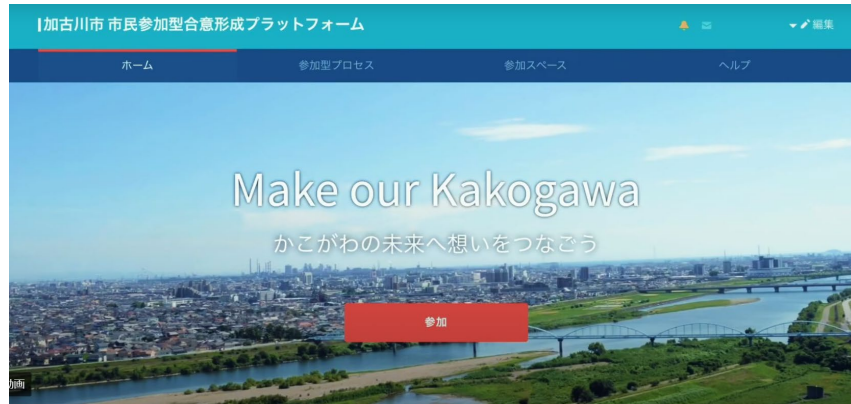 加古川市 市民参加型合意形成プラットフォーム
編集
ホーム
参加型プロセス
参加スペース
ヘルプ
Make our Kakogawa
かこがわの未来へ想いをつなごう
参加
動画